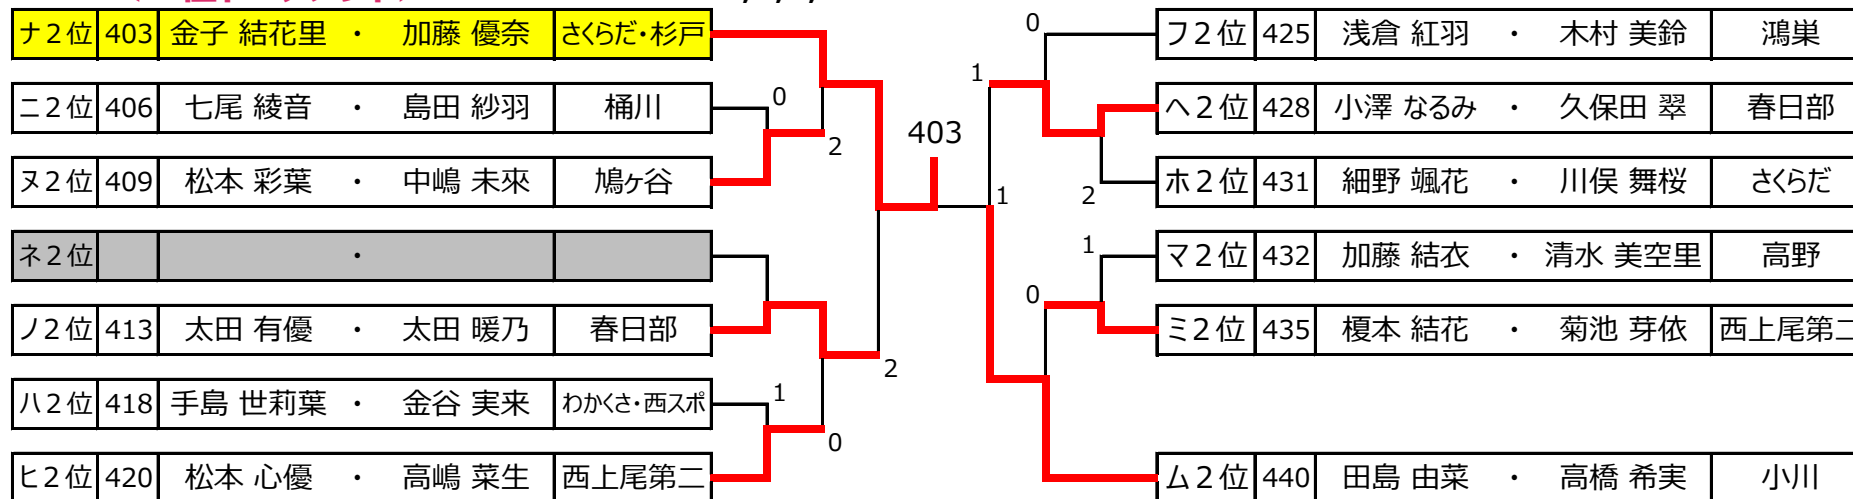 ナ２位 403 金子 結花里 ・ 加藤 優奈 さくらだ・杉戸
ニ２位 406 七尾 綾音 ・ 島田 紗羽 桶川
ヌ２位 409 松本 彩葉 ・ 中嶋 未來 鳩ヶ谷
ネ２位 ・
ノ２位 413 太田 有優 ・ 太田 暖乃 春日部
ハ２位 418 手島 世莉葉 ・ 金谷 実来 わかくさ・西スポ
ヒ２位 420 松本 心優 ・ 高嶋 菜生 西上尾第二
0
2
1
0
2
403
1
0
1
2
1
0
フ２位 425 浅倉 紅羽 ・ 木村 美鈴 鴻巣
ヘ２位 428 小澤 なるみ ・ 久保田 翠 春日部
ホ２位 431 細野 颯花 ・ 川俣 舞桜 さくらだ
マ２位 432 加藤 結衣 ・ 清水 美空里 高野
ミ２位 435 榎本 結花 ・ 菊池 芽依 西上尾第二
ム２位 440 田島 由菜 ・ 高橋 希実 小川